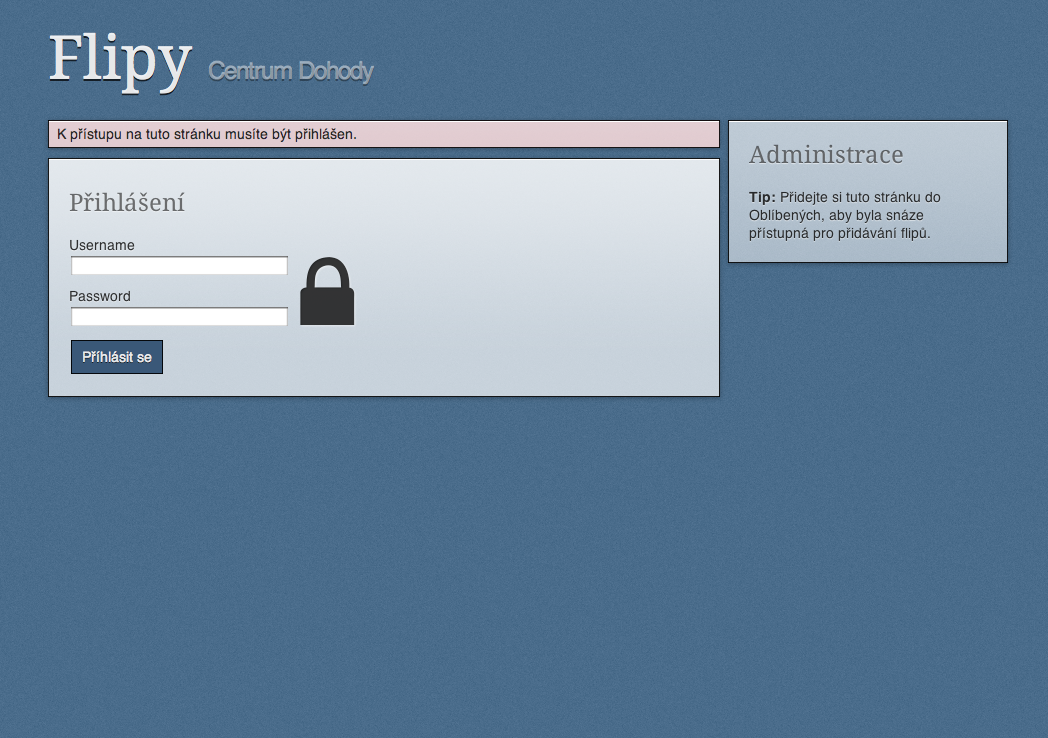 Flipy Centrum Dohody
K přístupu na tuto stránku musíte být přihlášen.
Přihlášení
Username
Password
Příhlásit se
Administrace
Tip: Přidejte si tuto stránku do
Oblíbených, aby byla snáze
přístupná pro přidávání flipů.